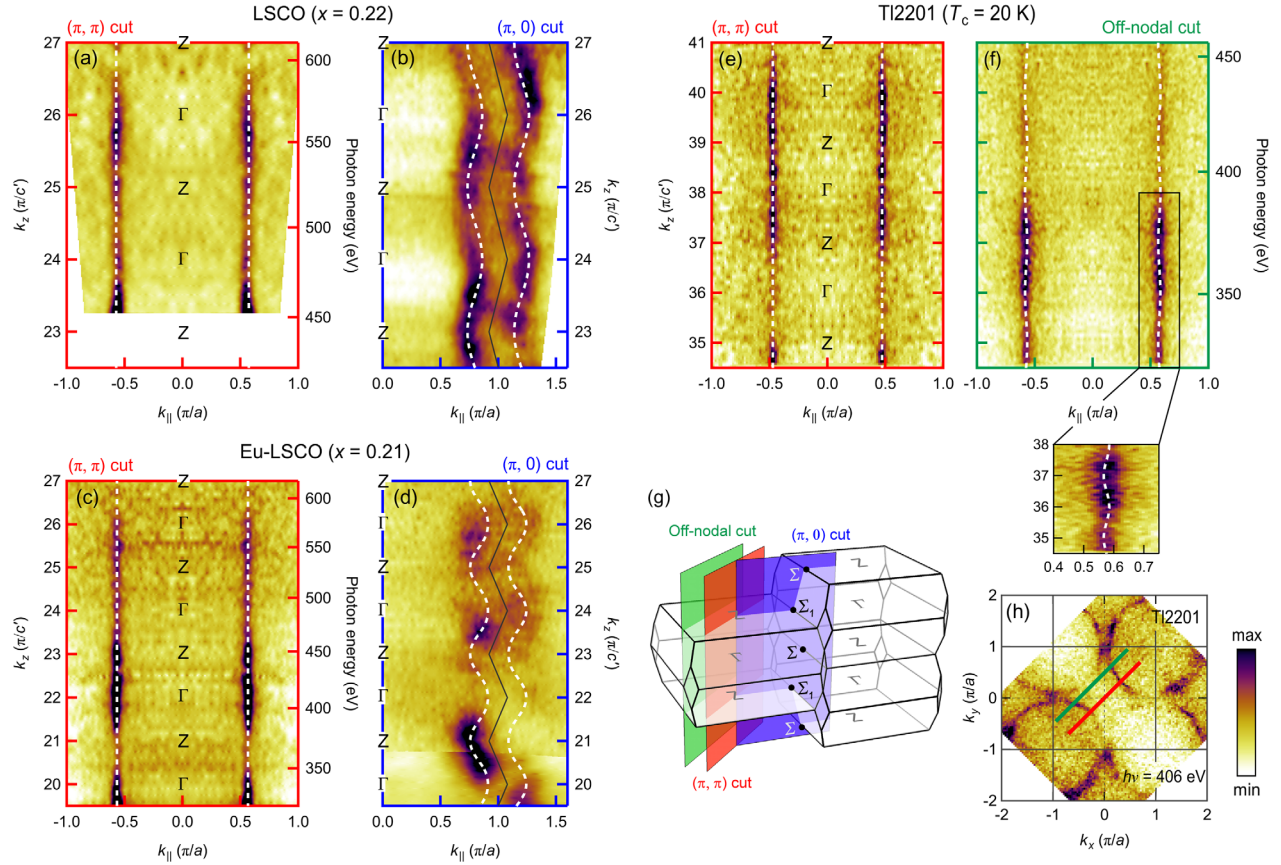 LSCO (x = 0.22)
(π, π) cut
(π, 0) cut
(a)
(b)
27
26
25
24
23
kz (π/c')
Z
Γ
Z
Γ
Z
600
550
500
450
Photon energy (eV)
Z
Γ
Z
Γ
Z
27
26
25
24
23
kz (π/c')
-1.0 -0.5 0.0 0.5 1.0
k|| (π/a)
0.0 0.5 1.0 1.5
k|| (π/a)
Tl2201 (Tc = 20 K)
(π, π) cut
Off-nodal cut
(e)
(f)
41
40
39
38
37
36
35
kz (π/c')
Z
Γ
Z
Γ
Z
Γ
Z
450
400
350
Photon energy (eV)
-1.0 -0.5 0.0 0.5 1.0
k|| (π/a)
-1.0 -0.5 0.0 0.5 1.0
k|| (π/a)
38
37
36
35
0.4 0.5 0.6 0.7
Eu-LSCO (x = 0.21)
(π, π) cut
(π, 0) cut
(c)
(d)
27
26
25
24
23
22
21
20
kz (π/c')
Z
Γ
Z
Γ
Z
Γ
Z
Γ
600
550
500
450
400
350
Photon energy (eV)
Z
Γ
Z
Γ
Z
Γ
Z
Γ
27
26
25
24
23
22
21
20
kz (π/c')
-1.0 -0.5 0.0 0.5 1.0
k|| (π/a)
0.0 0.5 1.0 1.5
k|| (π/a)
(g)
Off-nodal cut
(π, 0) cut
Σ
Σ1
Σ
Σ1
Σ
Z
Γ
Z
Γ
Z
Γ
Z
(π, π) cut
(h)
Tl2201
2
1
0
-1
-2
ky (π/a)
hν = 406 eV
-2 -1 0 1 2
kx (π/a)
max
min